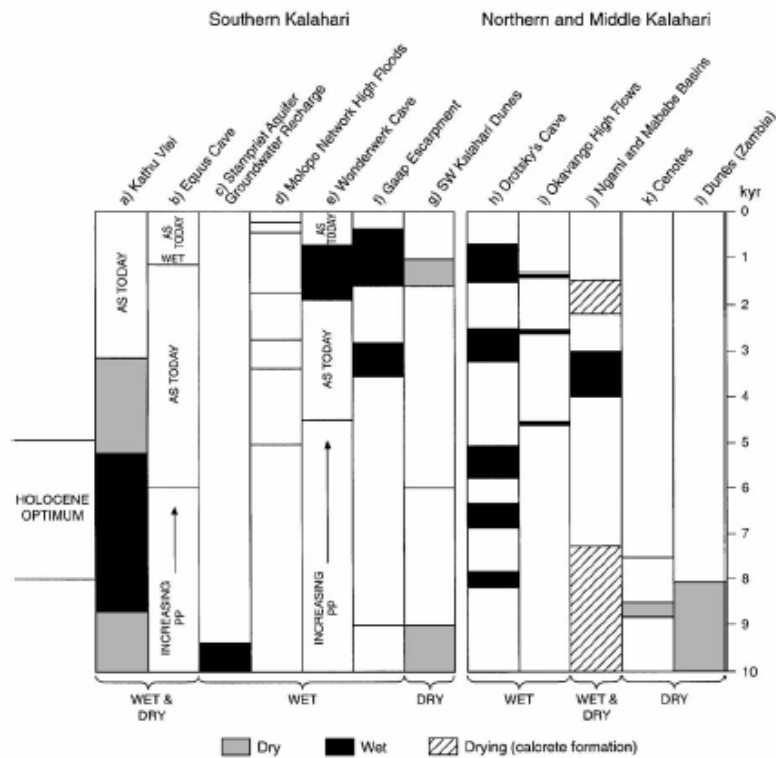 Southern Kalahari
Northern and Middle Kalahari
a) Kathu Vlei
b) Equus Cave
c) Stampriet Aquifer
Groundwater Recharge
d) Molopo Network High Floods
e) Wonderwerk Cave
f) Gaap Escarpment
g) SW Kalahari Dunes
h) Drotsky's Cave
i) Okavango High Flows
j) Ngami and Mababe Basins
k) Cenotes
l) Dunes (Zambia)
kyr
0
1
2
3
4
5
6
7
8
9
10
AS TODAY
AS
TODAY
WET
AS TODAY
INCREASING
PP
AS
TODAY
AS TODAY
INCREASING PP
HOLOCENE
OPTIMUM
WET &
DRY
WET
DRY
WET
WET &
DRY
DRY
Dry
Wet
Drying (calcrete formation)